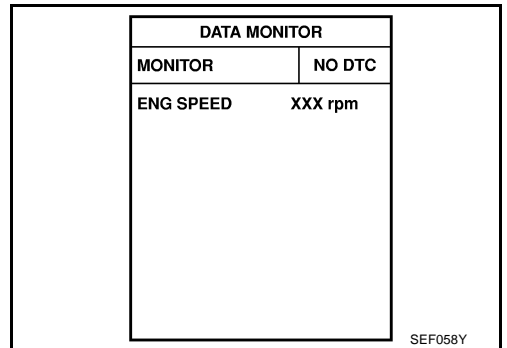 DATA MONITOR
MONITOR NO DTC
ENG SPEED XXX rpm
SEF058Y